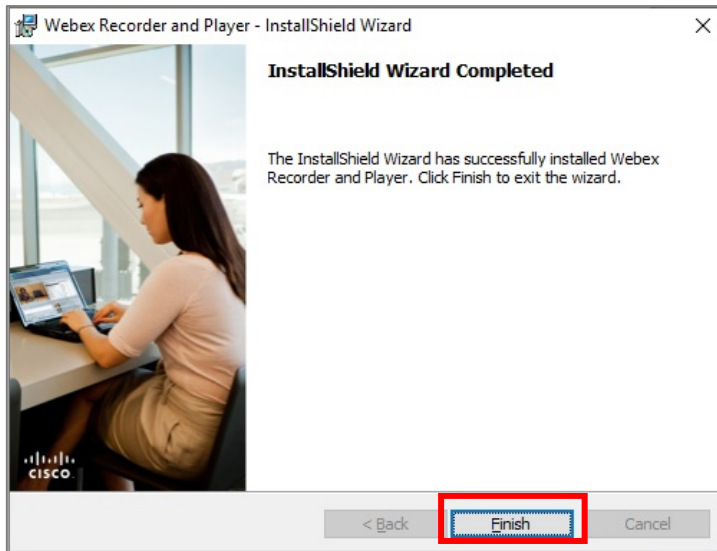 Webex Recorder and Player - InstallShield Wizard
InstallShield Wizard Completed
The InstallShield Wizard has successfully installed Webex
Recorder and Player. Click Finish to exit the wizard.
CISCO
< Back Finish Cancel